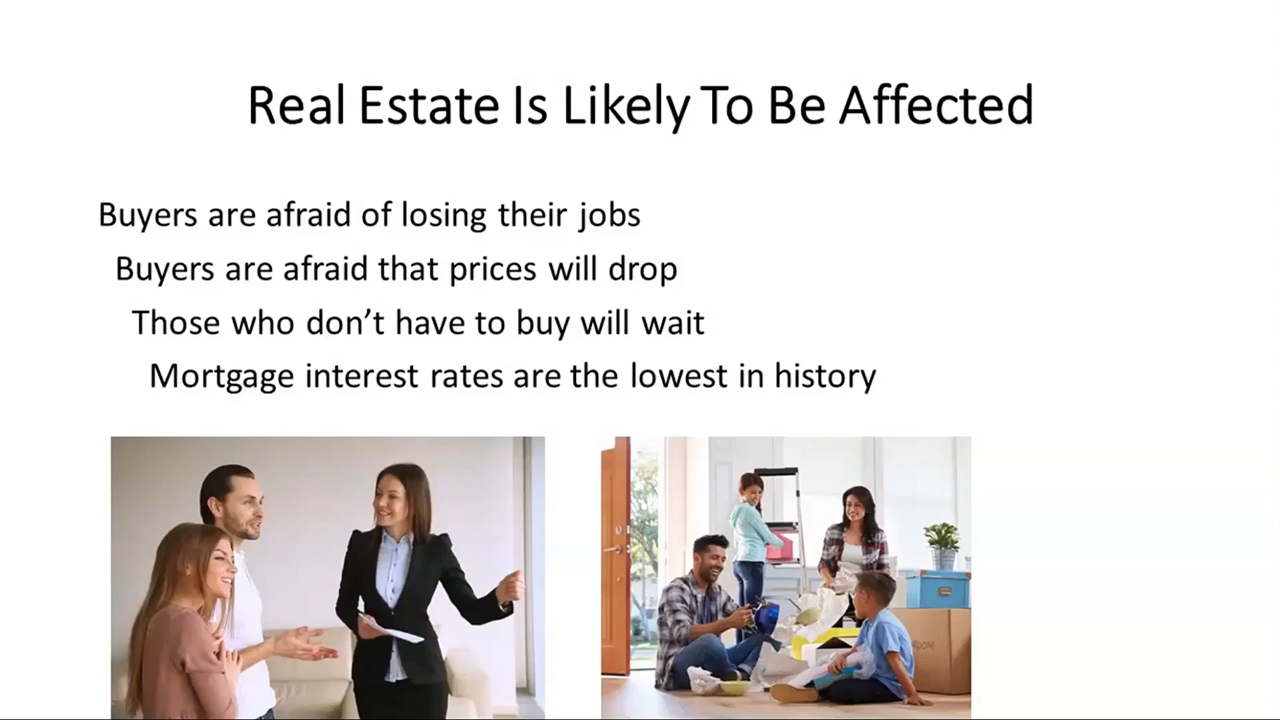 Real Estate Is Likely To Be Affected
Buyers are afraid of losing their jobs
Buyers are afraid that prices will drop
Those who don’t have to buy will wait
Mortgage interest rates are the lowest in history